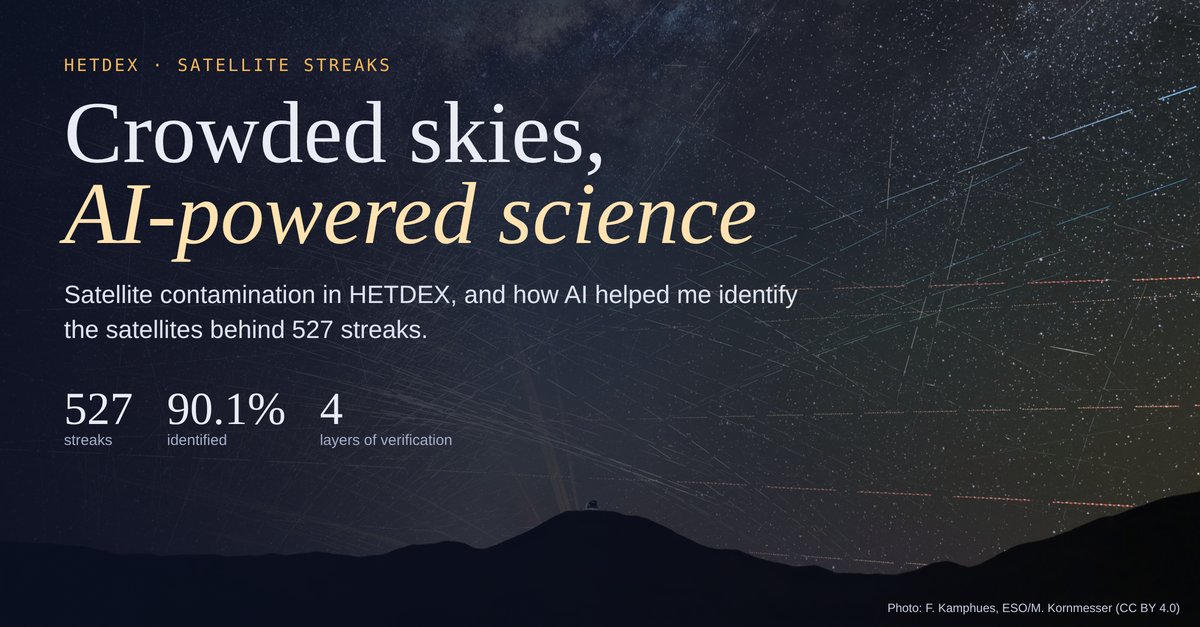 HETDEX · SATELLITE STREAKS
Crowded skies,
AI-powered science
Satellite contamination in HETDEX, and how AI helped me identify
the satellites behind 527 streaks.
527 90.1% 4
streaks identified layers of verification
Photo: F. Kamphues, ESO/M. Kornmesser (CC BY 4.0)